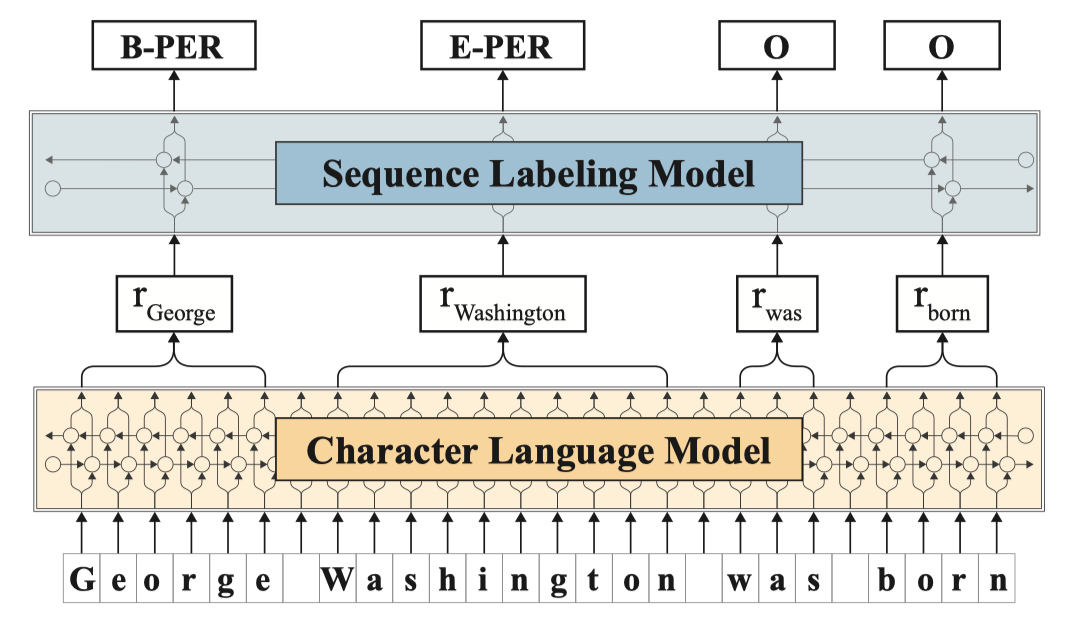 B-PER E-PER O O
Sequence Labeling Model
rGeorge rWashington rwas rborn
Character Language Model
G e o r g e W a s h i n g t o n w a s b o r n